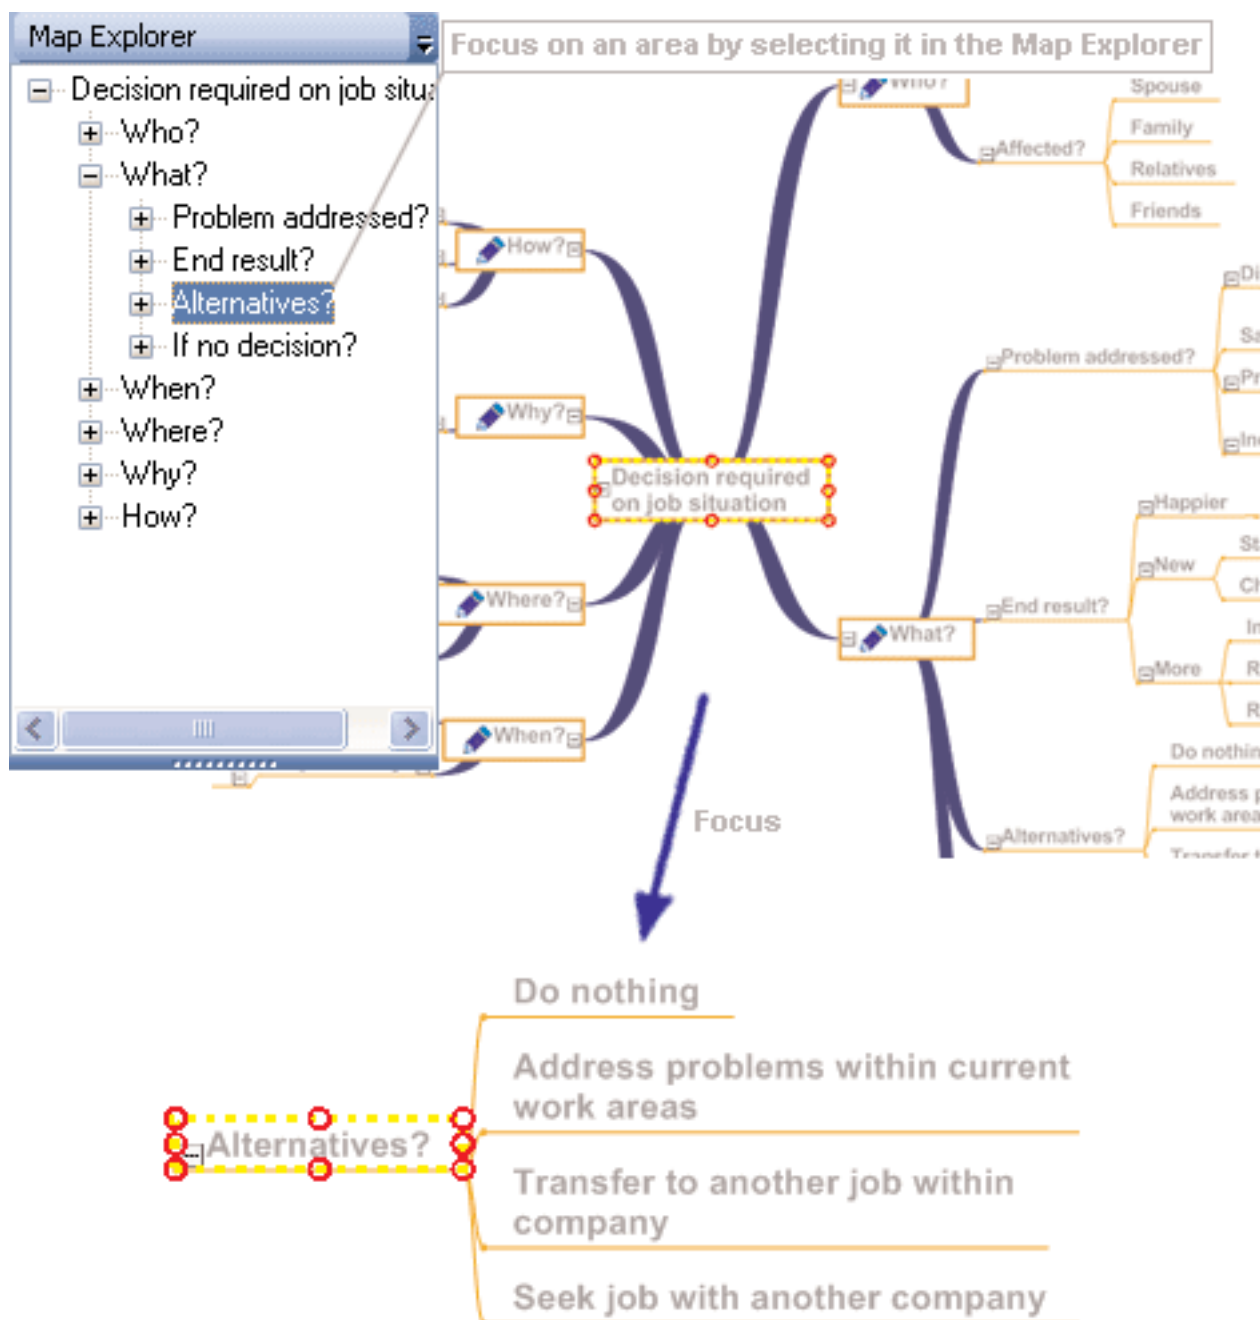 Map Explorer
Focus on an area by selecting it in the Map Explorer
Decision required on job
Who?
What?
Problem addressed?
End result?
Alternatives?
If no decision?
When?
Where?
Why?
How?
Who?
Affected?
Spouse
Family
Relatives
Friends
How?
Why?
Where?
When?
Decision required
on job situation
What?
Problem addressed?
End result?
Happier
New
More
Alternatives?
Do nothing
Address
work area
Focus
Do nothing
Address problems within current
work areas
Alternatives?
Transfer to another job within
company
Seek job with another company